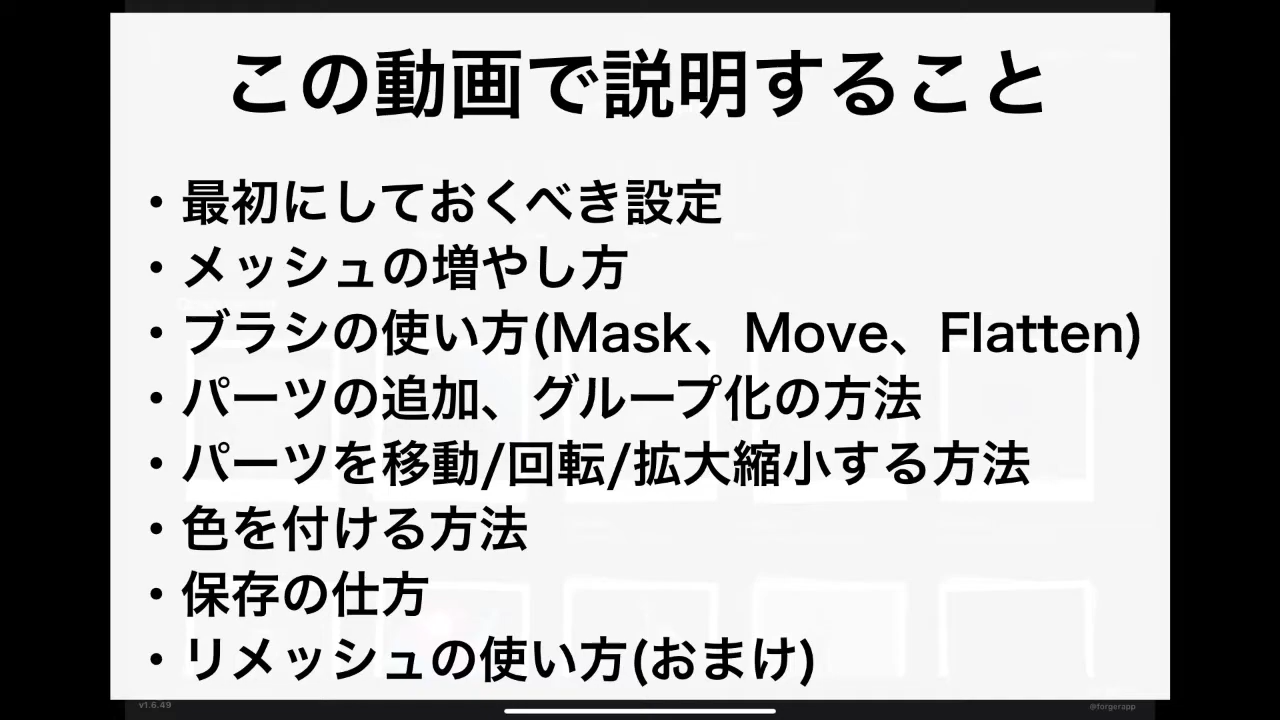 この動画で説明すること
・最初にしておくべき設定
・メッシュの増やし方
・ブラシの使い方(Mask、Move、Flatten)
・パーツの追加、グループ化の方法
・パーツを移動/回転/拡大縮小する方法
・色を付ける方法
・保存の仕方
・リメッシュの使い方(おまけ)
v1.6.49
@forgerapp